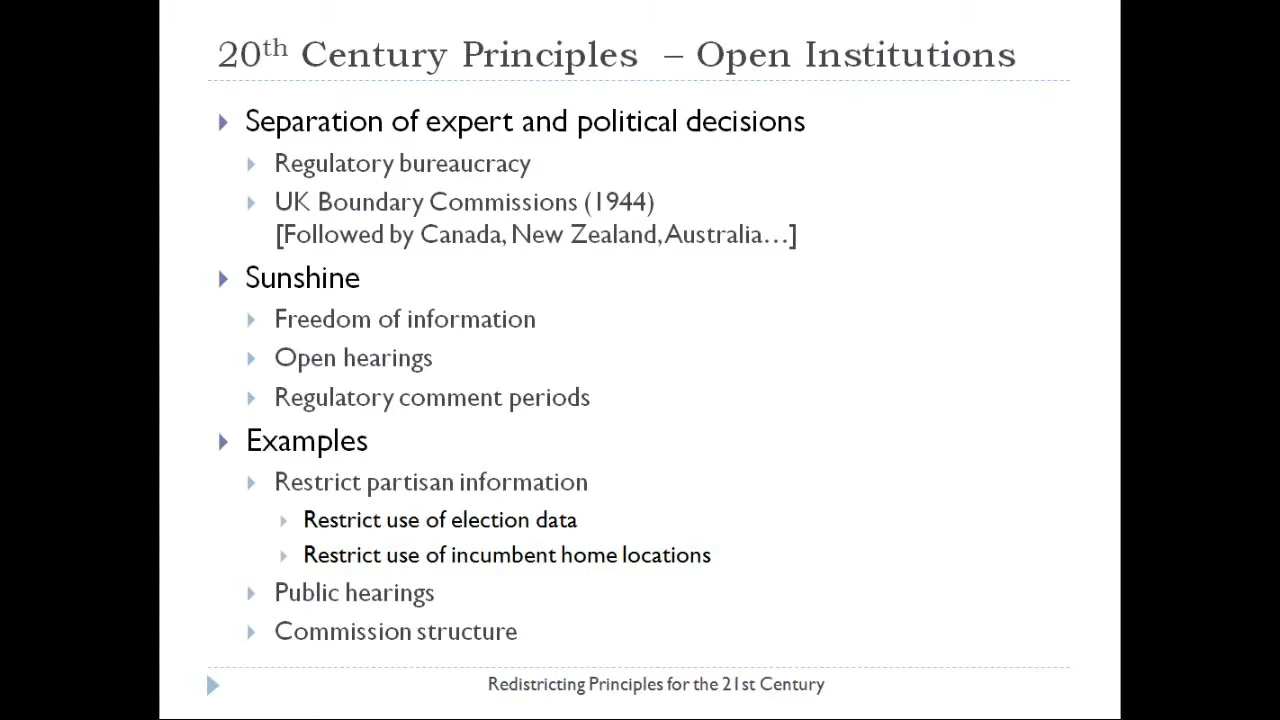 20th Century Principles – Open Institutions
Separation of expert and political decisions
Regulatory bureaucracy
UK Boundary Commissions (1944)
[Followed by Canada, New Zealand, Australia…]
Sunshine
Freedom of information
Open hearings
Regulatory comment periods
Examples
Restrict partisan information
Restrict use of election data
Restrict use of incumbent home locations
Public hearings
Commission structure
Redistricting Principles for the 21st Century